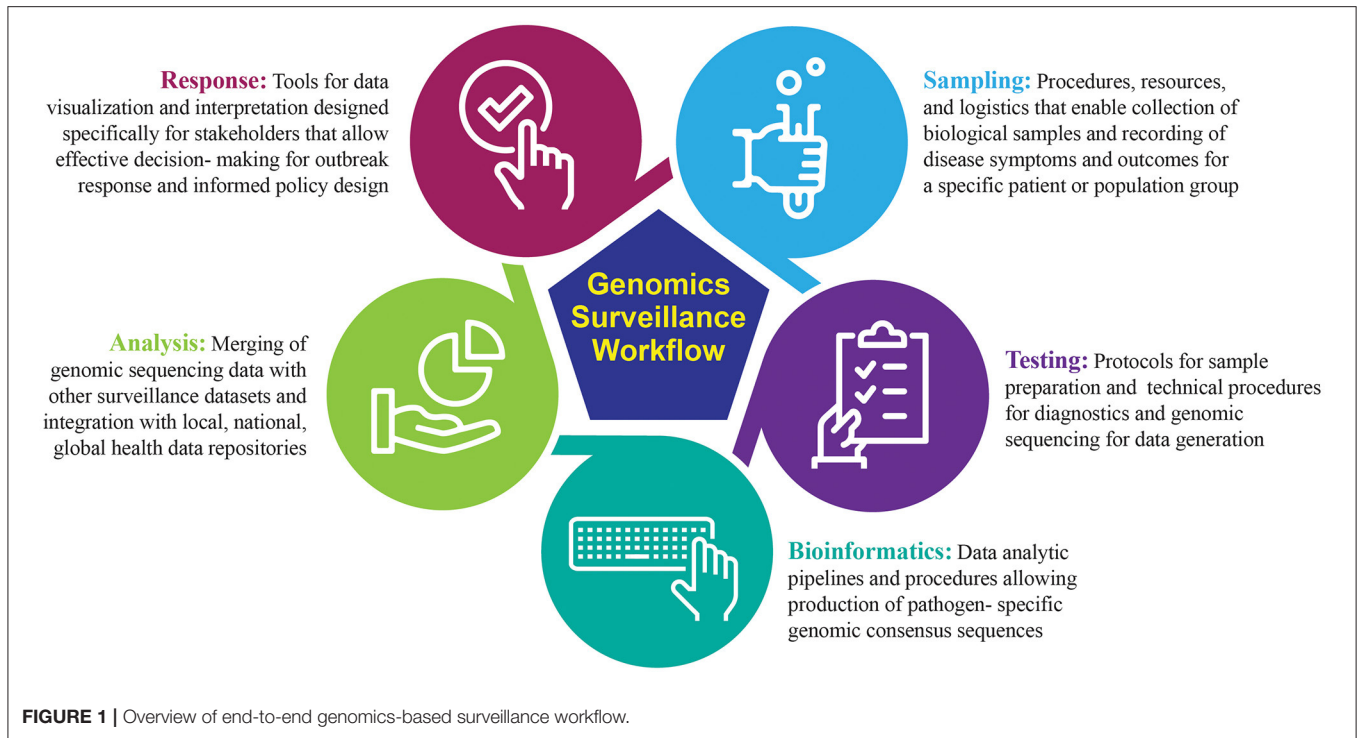 Response: Tools for data
visualization and interpretation designed
specifically for stakeholders that allow
effective decision- making for outbreak
response and informed policy design
Sampling: Procedures, resources,
and logistics that enable collection of
biological samples and recording of
disease symptoms and outcomes for
a specific patient or population group
Genomics
Surveillance
Workflow
Analysis: Merging of
genomic sequencing data with
other surveillance datasets and
integration with local, national,
global health data repositories
Testing: Protocols for sample
preparation and technical procedures
for diagnostics and genomic
sequencing for data generation
Bioinformatics: Data analytic
pipelines and procedures allowing
production of pathogen- specific
genomic consensus sequences
FIGURE 1 | Overview of end-to-end genomics-based surveillance workflow.